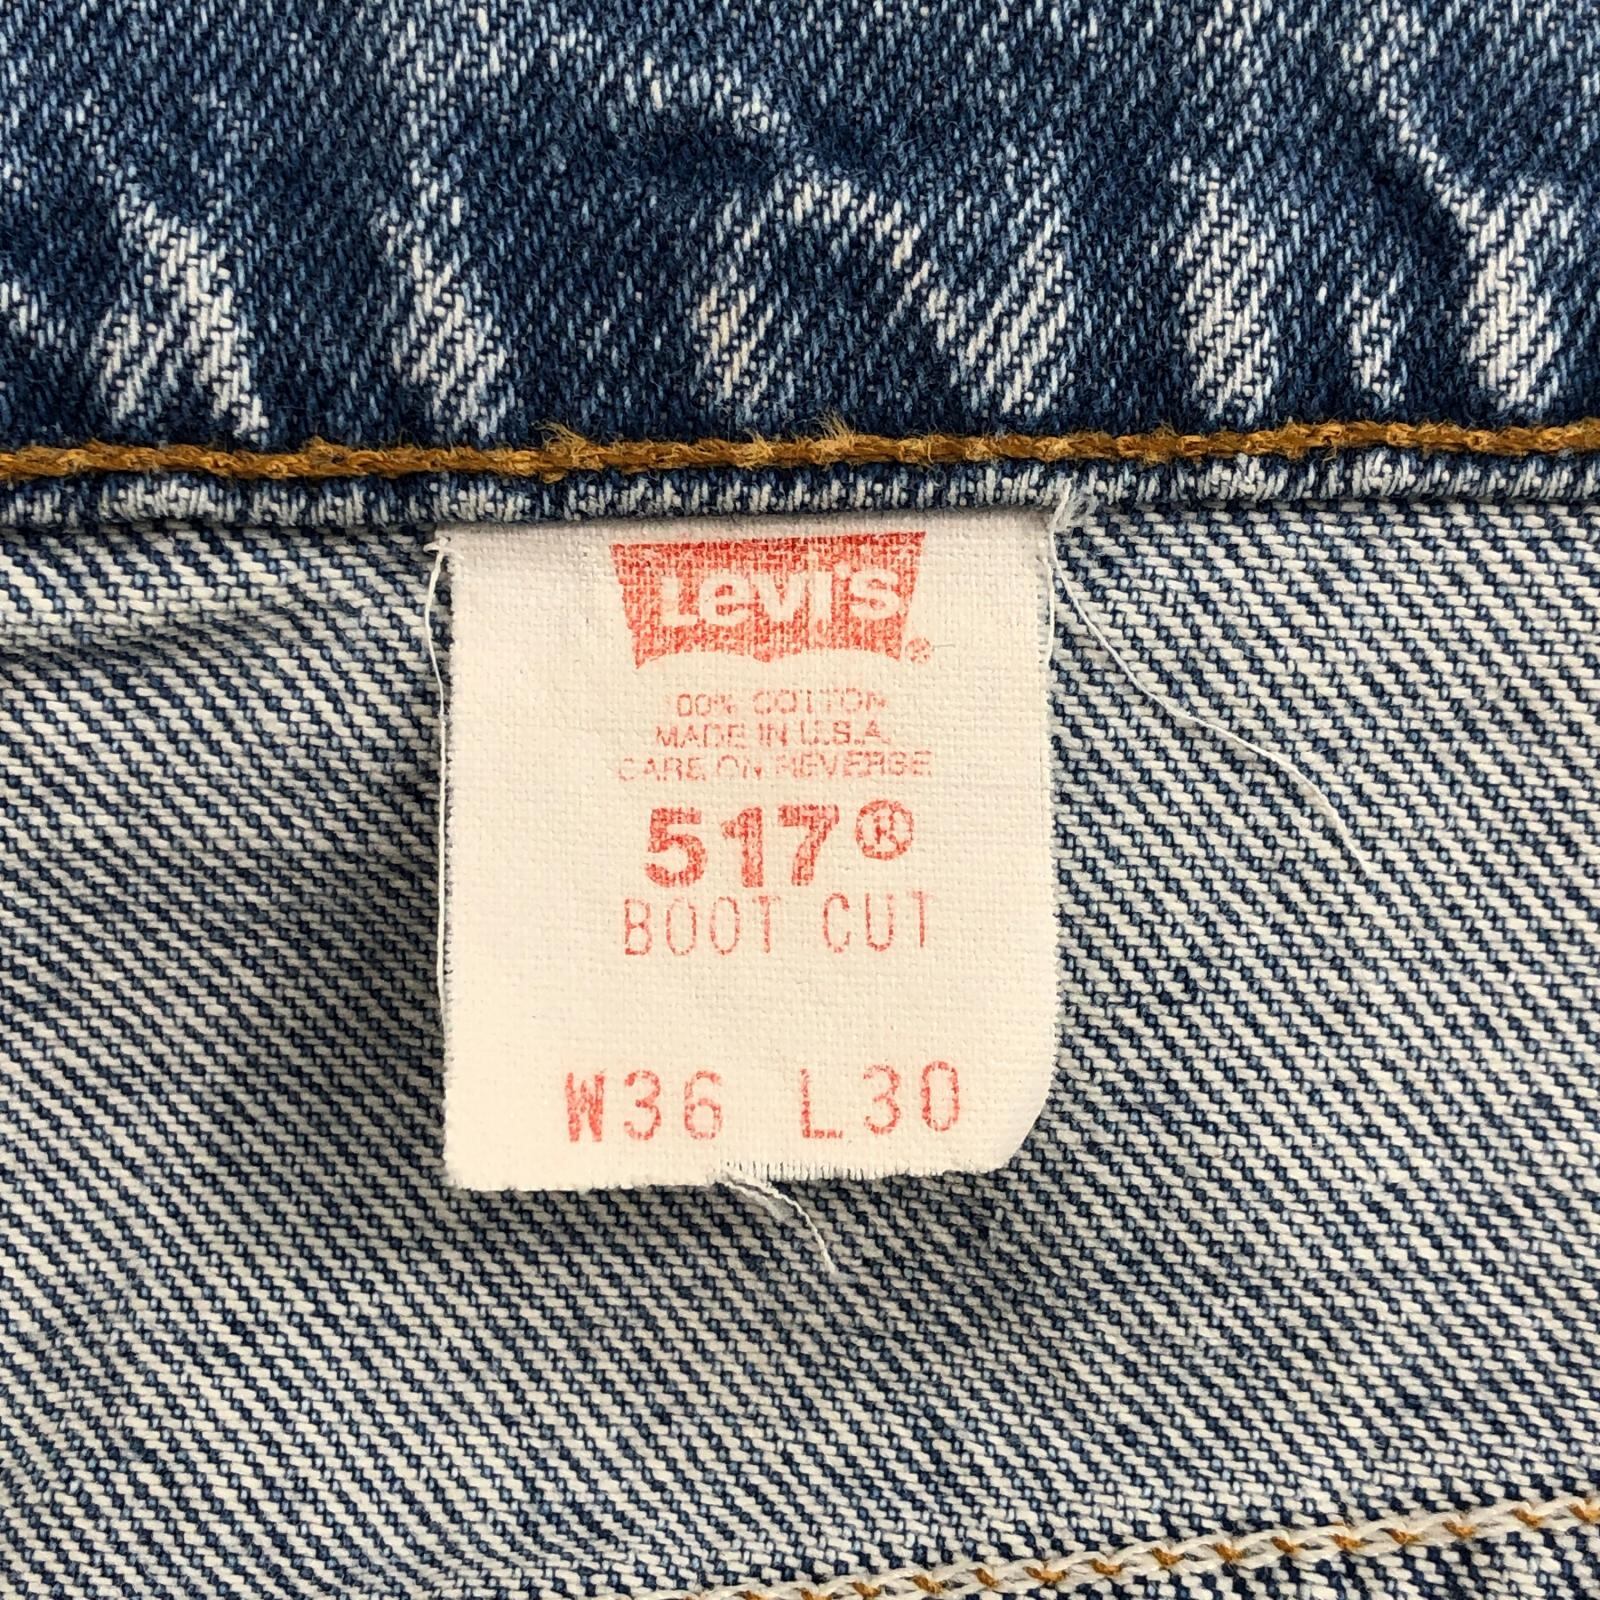 Levi's®
100% COTTON
MADE IN U.S.A.
CARE ON REVERSE
517®
BOOT CUT
W36 L30